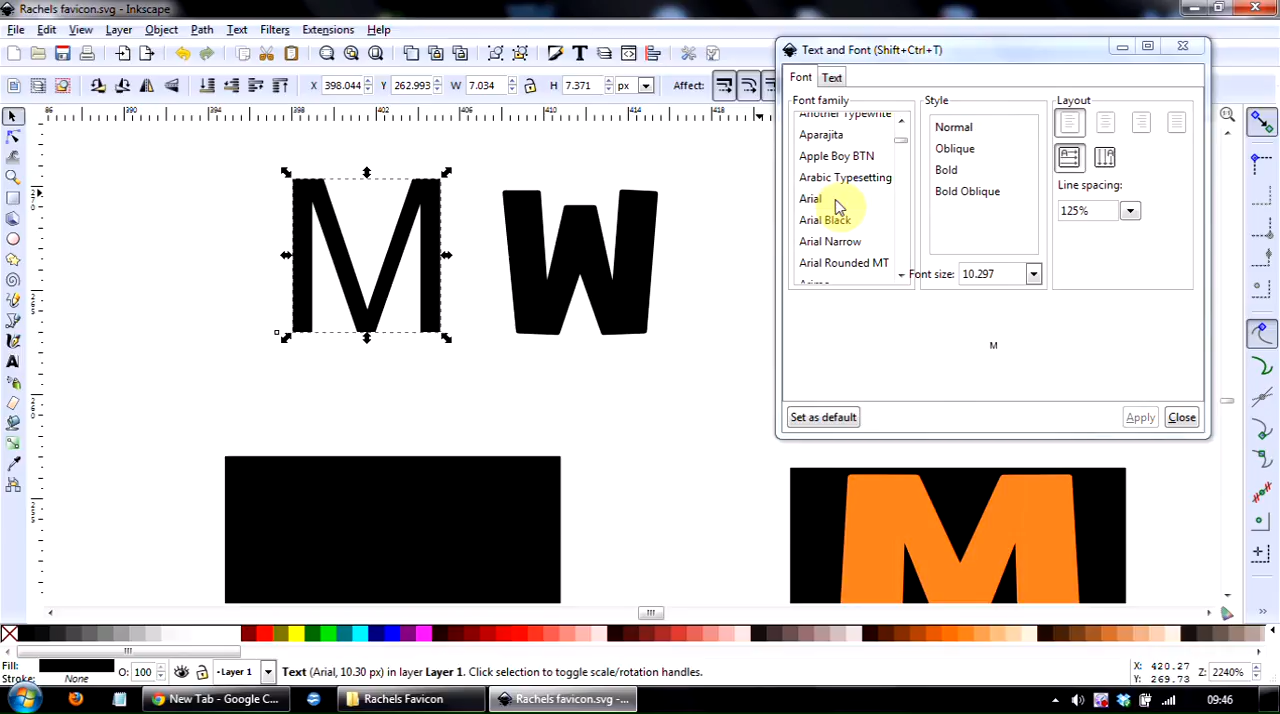 Rachels favicon.svg - Inkscape
File Edit View Layer Object Path Text Filters Extensions Help
X 398.044 Y 262.993 W 7.034 H 7.371 px Affect:
Text and Font (Shift+Ctrl+T)
Font Text
Font family
Another Typewrite
Aparajita
Apple Boy BTN
Arabic Typesetting
Arial
Arial Black
Arial Narrow
Arial Rounded MT
Style
Normal
Oblique
Bold
Bold Oblique
Font size: 10.297
Layout
Line spacing:
125%
M
Set as default Apply Close
M W
M
Fill:
Stroke: None
O: 100
Layer 1
Text (Arial, 10.30 px) in layer Layer 1. Click selection to toggle scale/rotation handles.
X: 420.27
Y: 269.73
Z: 2240%
New Tab - Google C...
Rachels Favicon
Rachels favicon.svg -...
09:46